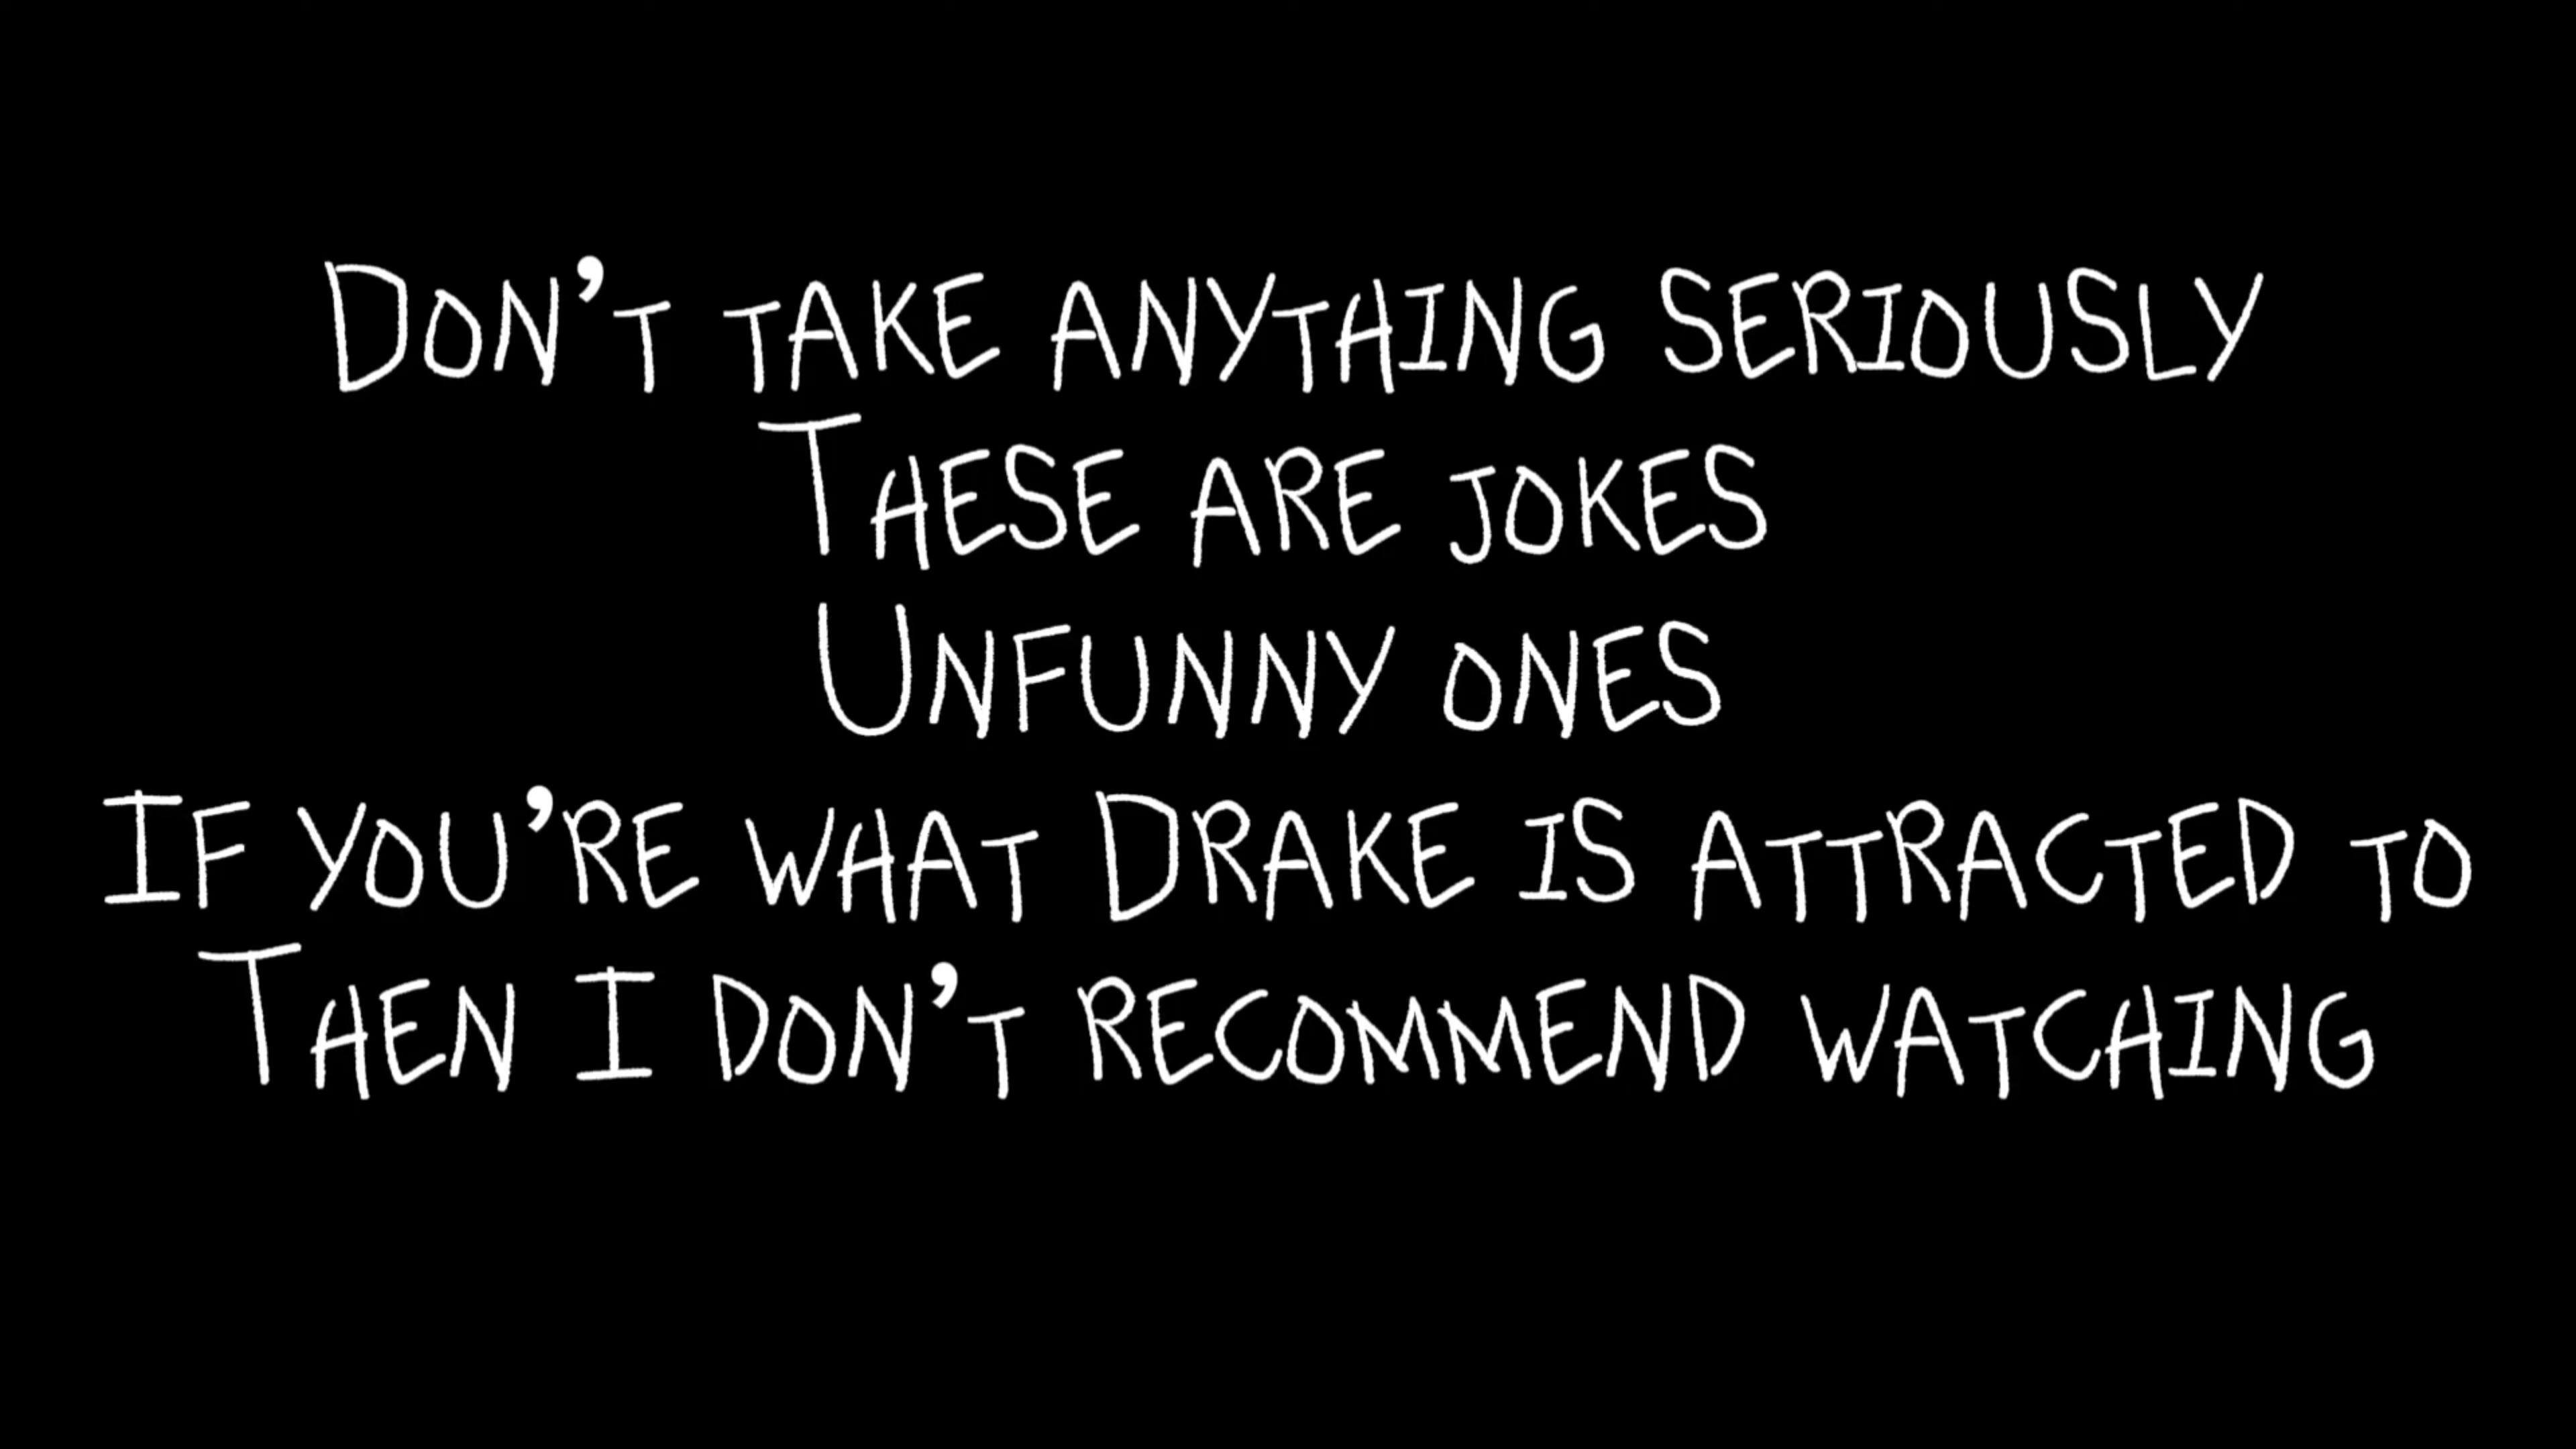 Don't take anything seriously
These are jokes
Unfunny ones
If you're what Drake is attracted to
Then I don't recommend watching